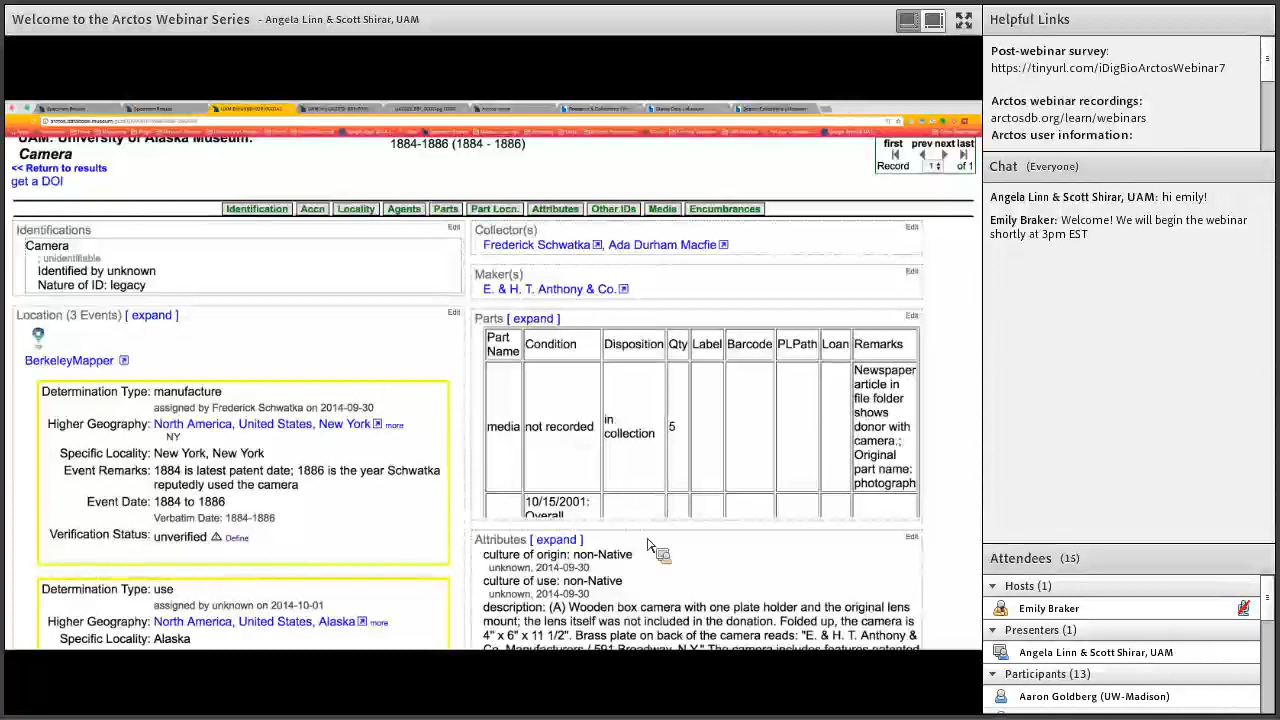 Welcome to the Arctos Webinar Series - Angela Linn & Scott Shirar, UAM
UAM: University of Alaska Museum:
Camera
<< Return to results
get a DOI
1884-1886 (1884 - 1886)
first prev next last
Record 1 of 1
Identification Accn Locality Agents Parts Part Locn. Attributes Other IDs Media Encumbrances
Identifications Edit
Camera
; unidentifiable
Identified by unknown
Nature of ID: legacy
Location (3 Events) [ expand ] Edit
BerkeleyMapper
Determination Type: manufacture
assigned by Frederick Schwatka on 2014-09-30
Higher Geography: North America, United States, New York more
NY
Specific Locality: New York, New York
Event Remarks: 1884 is latest patent date; 1886 is the year Schwatka
reputedly used the camera
Event Date: 1884 to 1886
Verbatim Date: 1884-1886
Verification Status: unverified Define
Determination Type: use
assigned by unknown on 2014-10-01
Higher Geography: North America, United States, Alaska more
Specific Locality: Alaska
Collector(s) Edit
Frederick Schwatka, Ada Durham Macfie
Maker(s) Edit
E. & H. T. Anthony & Co.
Parts [ expand ] Edit
Part Name Condition Disposition Qty Label Barcode PLPath Loan Remarks
media not recorded in collection 5
Newspaper
article in
file folder
shows
donor with
camera.;
Original
part name:
photograph
10/15/2001:
Overall
Attributes [ expand ] Edit
culture of origin: non-Native
unknown, 2014-09-30
culture of use: non-Native
unknown, 2014-09-30
description: (A) Wooden box camera with one plate holder and the original lens
mount; the lens itself was not included in the donation. Folded up, the camera is
4" x 6" x 11 1/2". Brass plate on back of the camera reads: "E. & H. T. Anthony &
Co. Manufacturers / 591 Broadway, N.Y." The camera includes features patented
Helpful Links
Post-webinar survey:
https://tinyurl.com/iDigBioArctosWebinar7
Arctos webinar recordings:
arctosdb.org/learn/webinars
Arctos user information:
Chat (Everyone)
Angela Linn & Scott Shirar, UAM: hi emily!
Emily Braker: Welcome! We will begin the webinar
shortly at 3pm EST
Attendees (15)
Hosts (1)
Emily Braker
Presenters (1)
Angela Linn & Scott Shirar, UAM
Participants (13)
Aaron Goldberg (UW-Madison)